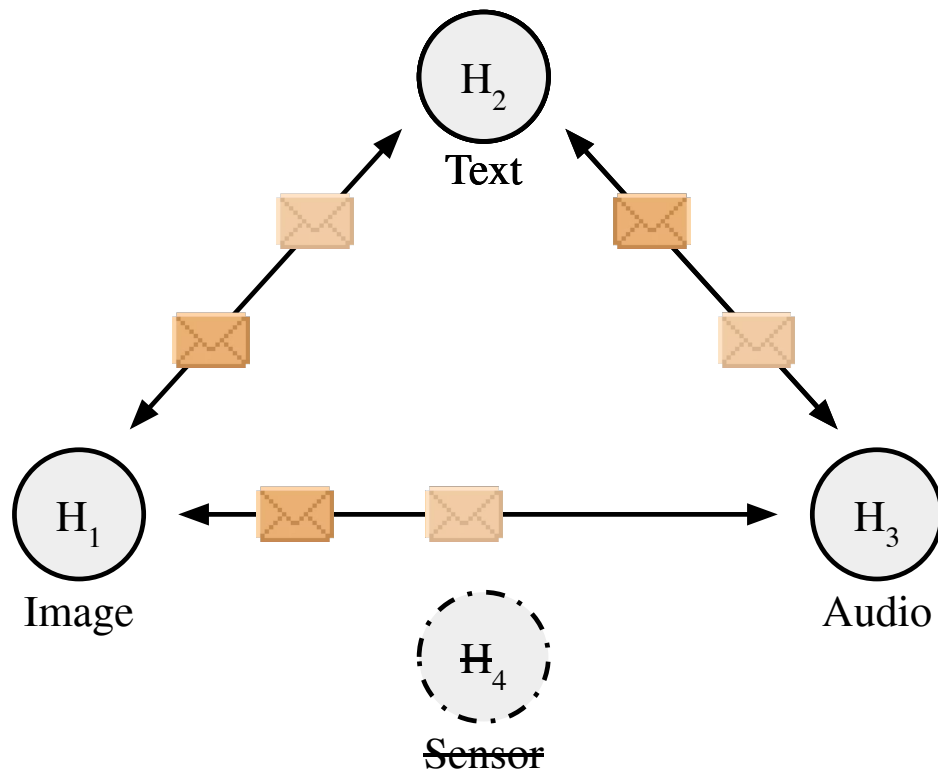 H₂
Text
H₁
Image
H₃
Audio
H₄
Sensor